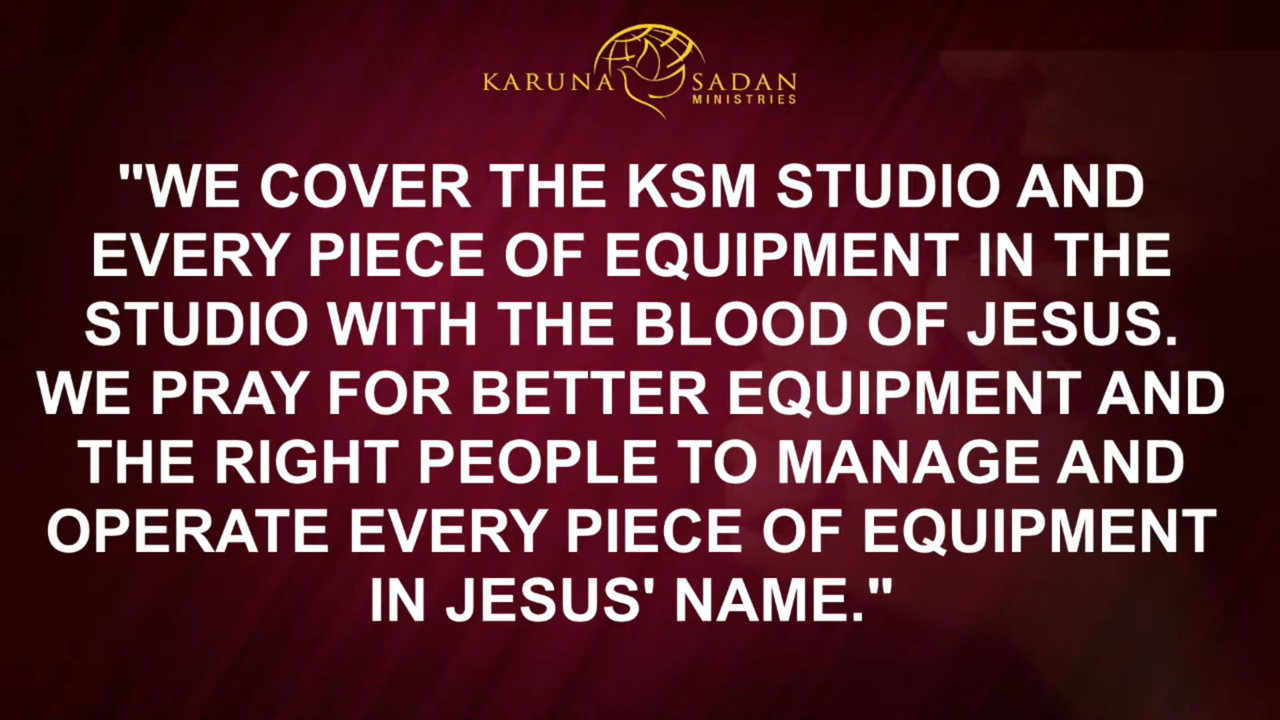 KARUNA SADAN
MINISTRIES
"WE COVER THE KSM STUDIO AND
EVERY PIECE OF EQUIPMENT IN THE
STUDIO WITH THE BLOOD OF JESUS.
WE PRAY FOR BETTER EQUIPMENT AND
THE RIGHT PEOPLE TO MANAGE AND
OPERATE EVERY PIECE OF EQUIPMENT
IN JESUS' NAME."